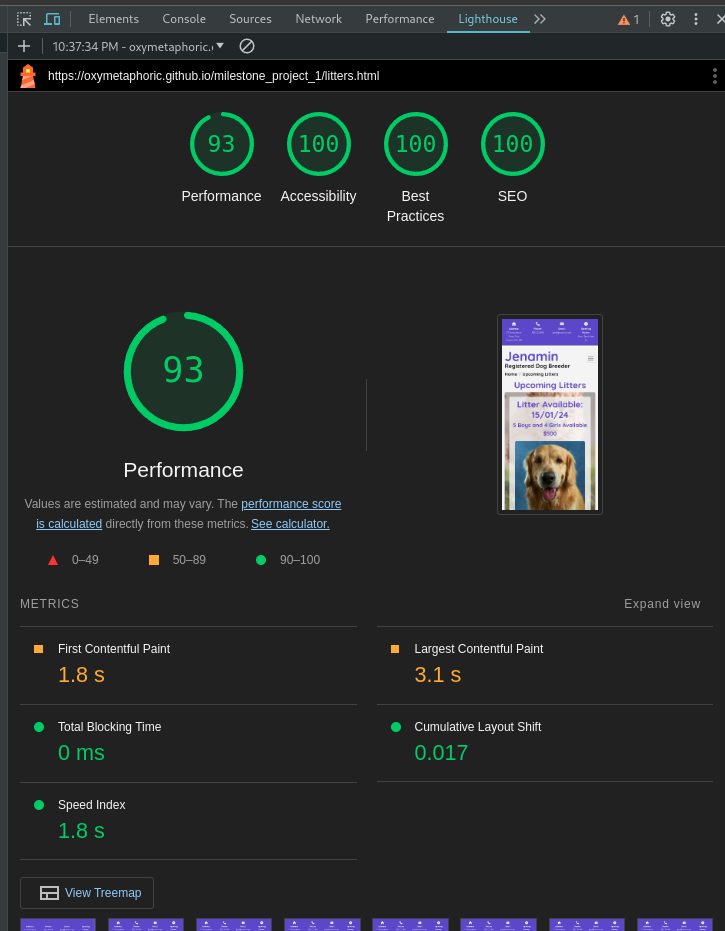 Elements Console Sources Network Performance Lighthouse 1
10:37:34 PM - oxymetaphoric.
https://oxymetaphoric.github.io/milestone_project_1/litters.html
93 100 100 100
Performance Accessibility Best Practices SEO
93
Performance
Values are estimated and may vary. The performance score
is calculated directly from these metrics. See calculator.
0–49 50–89 90–100
Jenamin
Registered Dog Breeder
Home / Upcoming Litters
Upcoming Litters
Litter Available:
15/01/24
5 Boys and 4 Girls Available
$500
METRICS Expand view
First Contentful Paint
1.8 s
Largest Contentful Paint
3.1 s
Total Blocking Time
0 ms
Cumulative Layout Shift
0.017
Speed Index
1.8 s
View Treemap